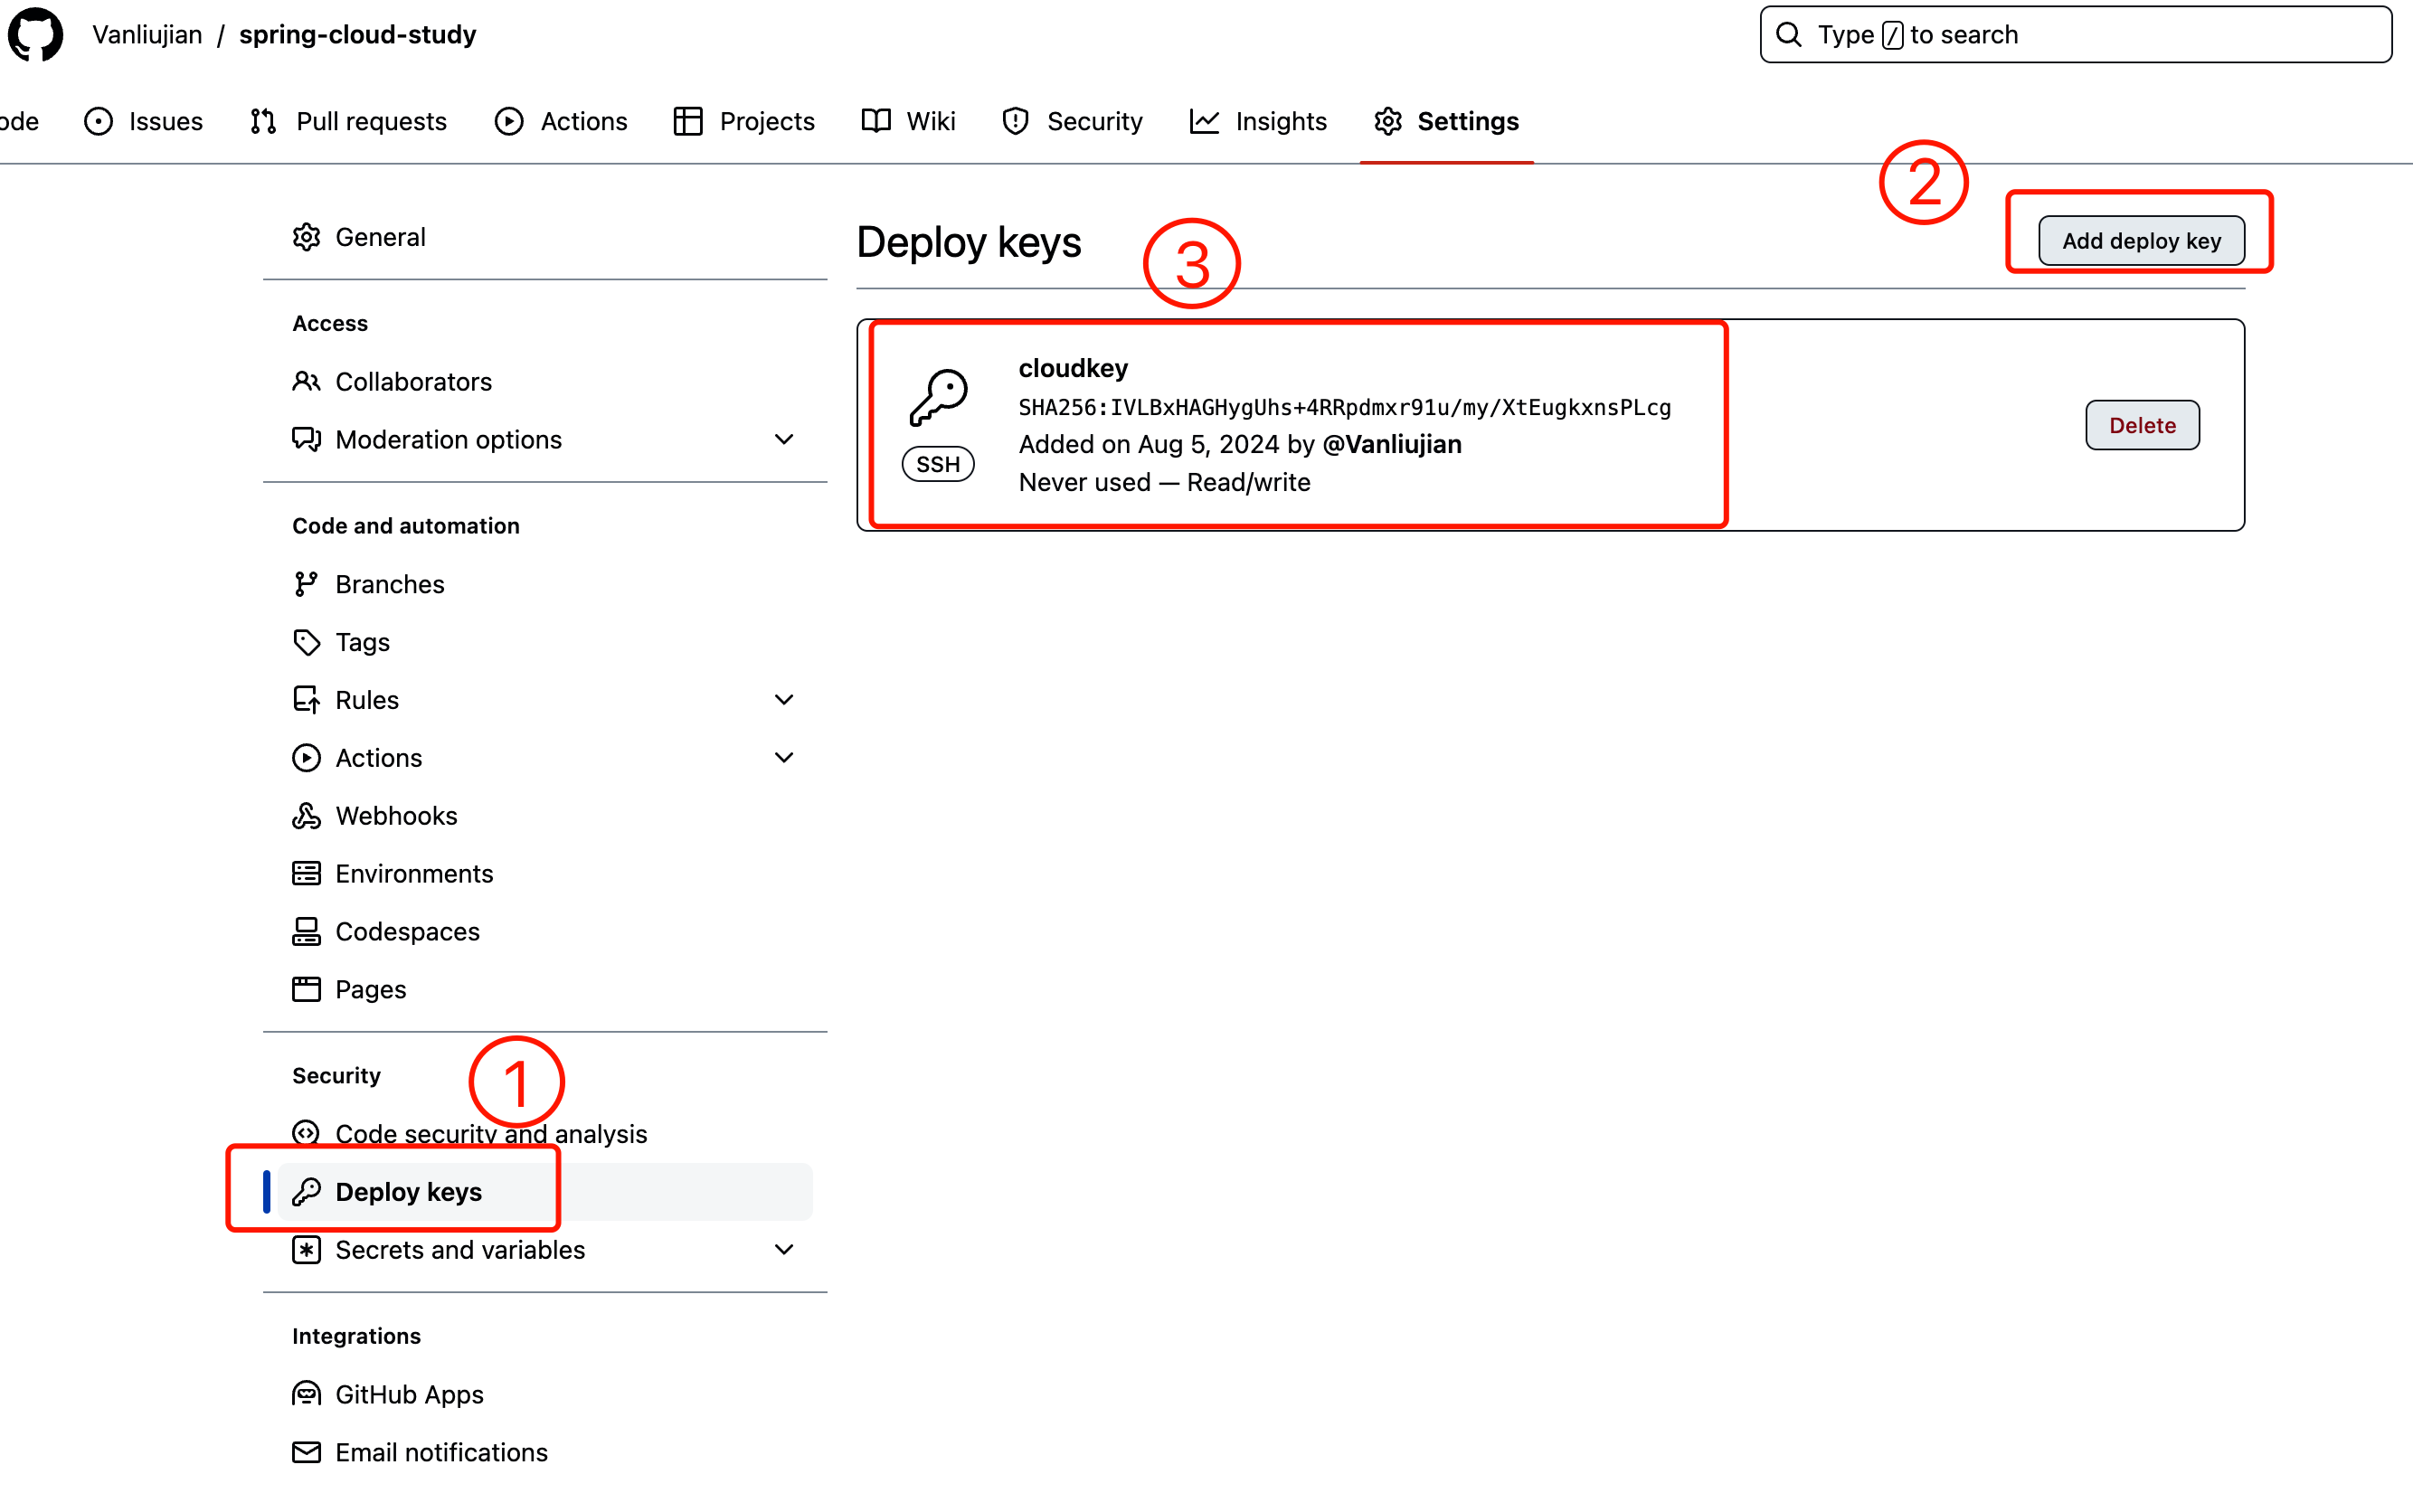 Vanliujian / spring-cloud-study
Type / to search
ode Issues Pull requests Actions Projects Wiki Security Insights Settings
2
General
Deploy keys
3
Add deploy key
Access
Collaborators
Moderation options
cloudkey
SHA256:IVLBxHAGHygUhs+4RRpdmxr91u/my/XtEugkxnsPLcg
Added on Aug 5, 2024 by @Vanliujian
Never used — Read/write
SSH
Delete
Code and automation
Branches
Tags
Rules
Actions
Webhooks
Environments
Codespaces
Pages
Security
1
Code security and analysis
Deploy keys
Secrets and variables
Integrations
GitHub Apps
Email notifications